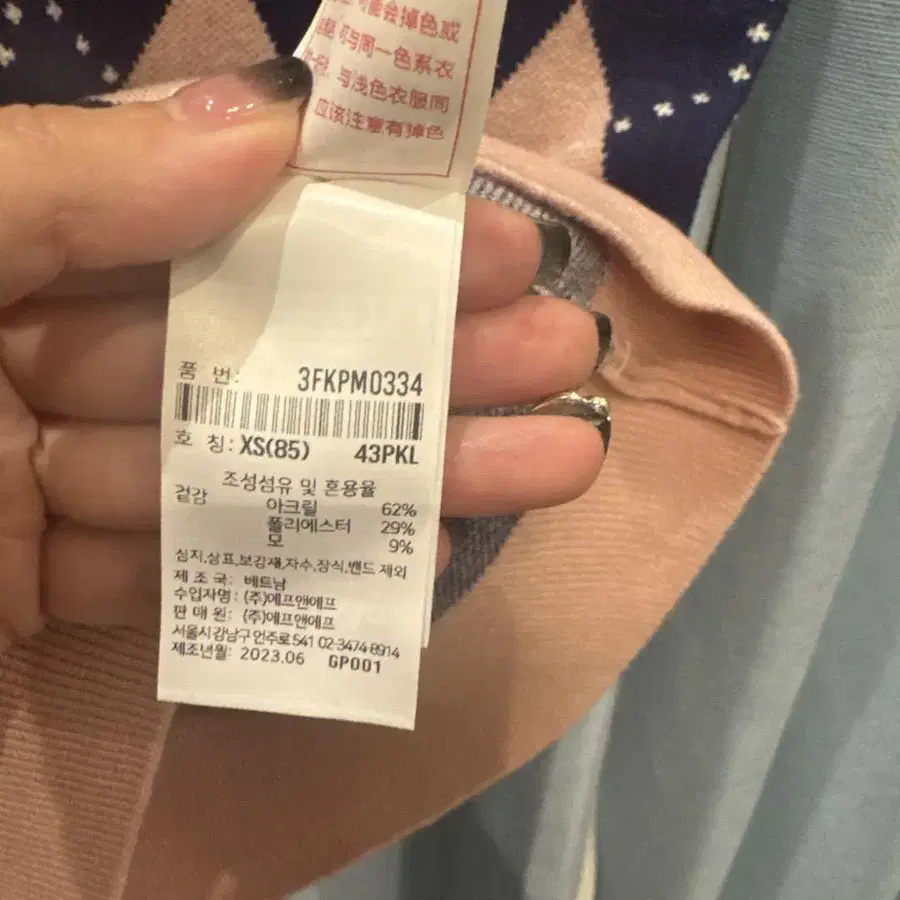 可能会掉色或
与同一色系衣
与浅色衣服同
应该注意有掉色
품 번: 3FKPM0334
호 칭: XS(85) 43PKL
조성섬유 및 혼용율
겉감 아크릴 62%
폴리에스터 29%
모 9%
심지,상표,보강재,자수,장식,밴드 제외
제 조 국: 베트남
수입자명: (주)에프앤에프
판 매 원: (주)에프앤에프
서울시 강남구 언주로 541 02-3474-8914
제조년월: 2023.06 GP001